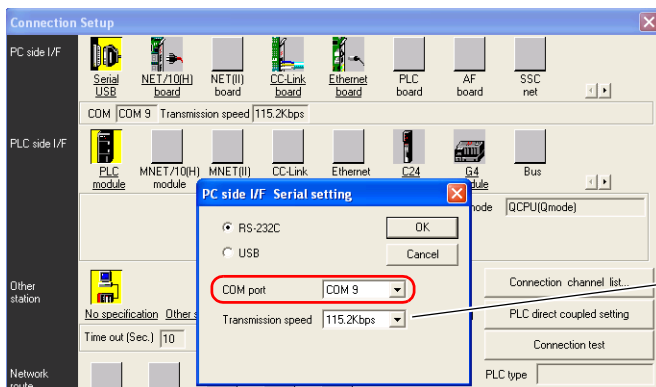 Connection Setup
PC side I/F
Serial USB
NET/10(H) board
NET(II) board
CC-Link board
Ethernet board
PLC board
AF board
SSC net
COM COM 9 Transmission speed 115.2Kbps
PLC side I/F
PLC module
MNET/10(H) module
MNET(II)
CC-Link
Ethernet
C24
G4
Bus
QCPU(Qmode)
PC side I/F Serial setting
RS-232C
OK
USB
Cancel
COM port COM 9
Transmission speed 115.2Kbps
Other station
No specification
Other
Time out (Sec.) 10
Connection channel list...
PLC direct coupled setting
Connection test
PLC type
Network route